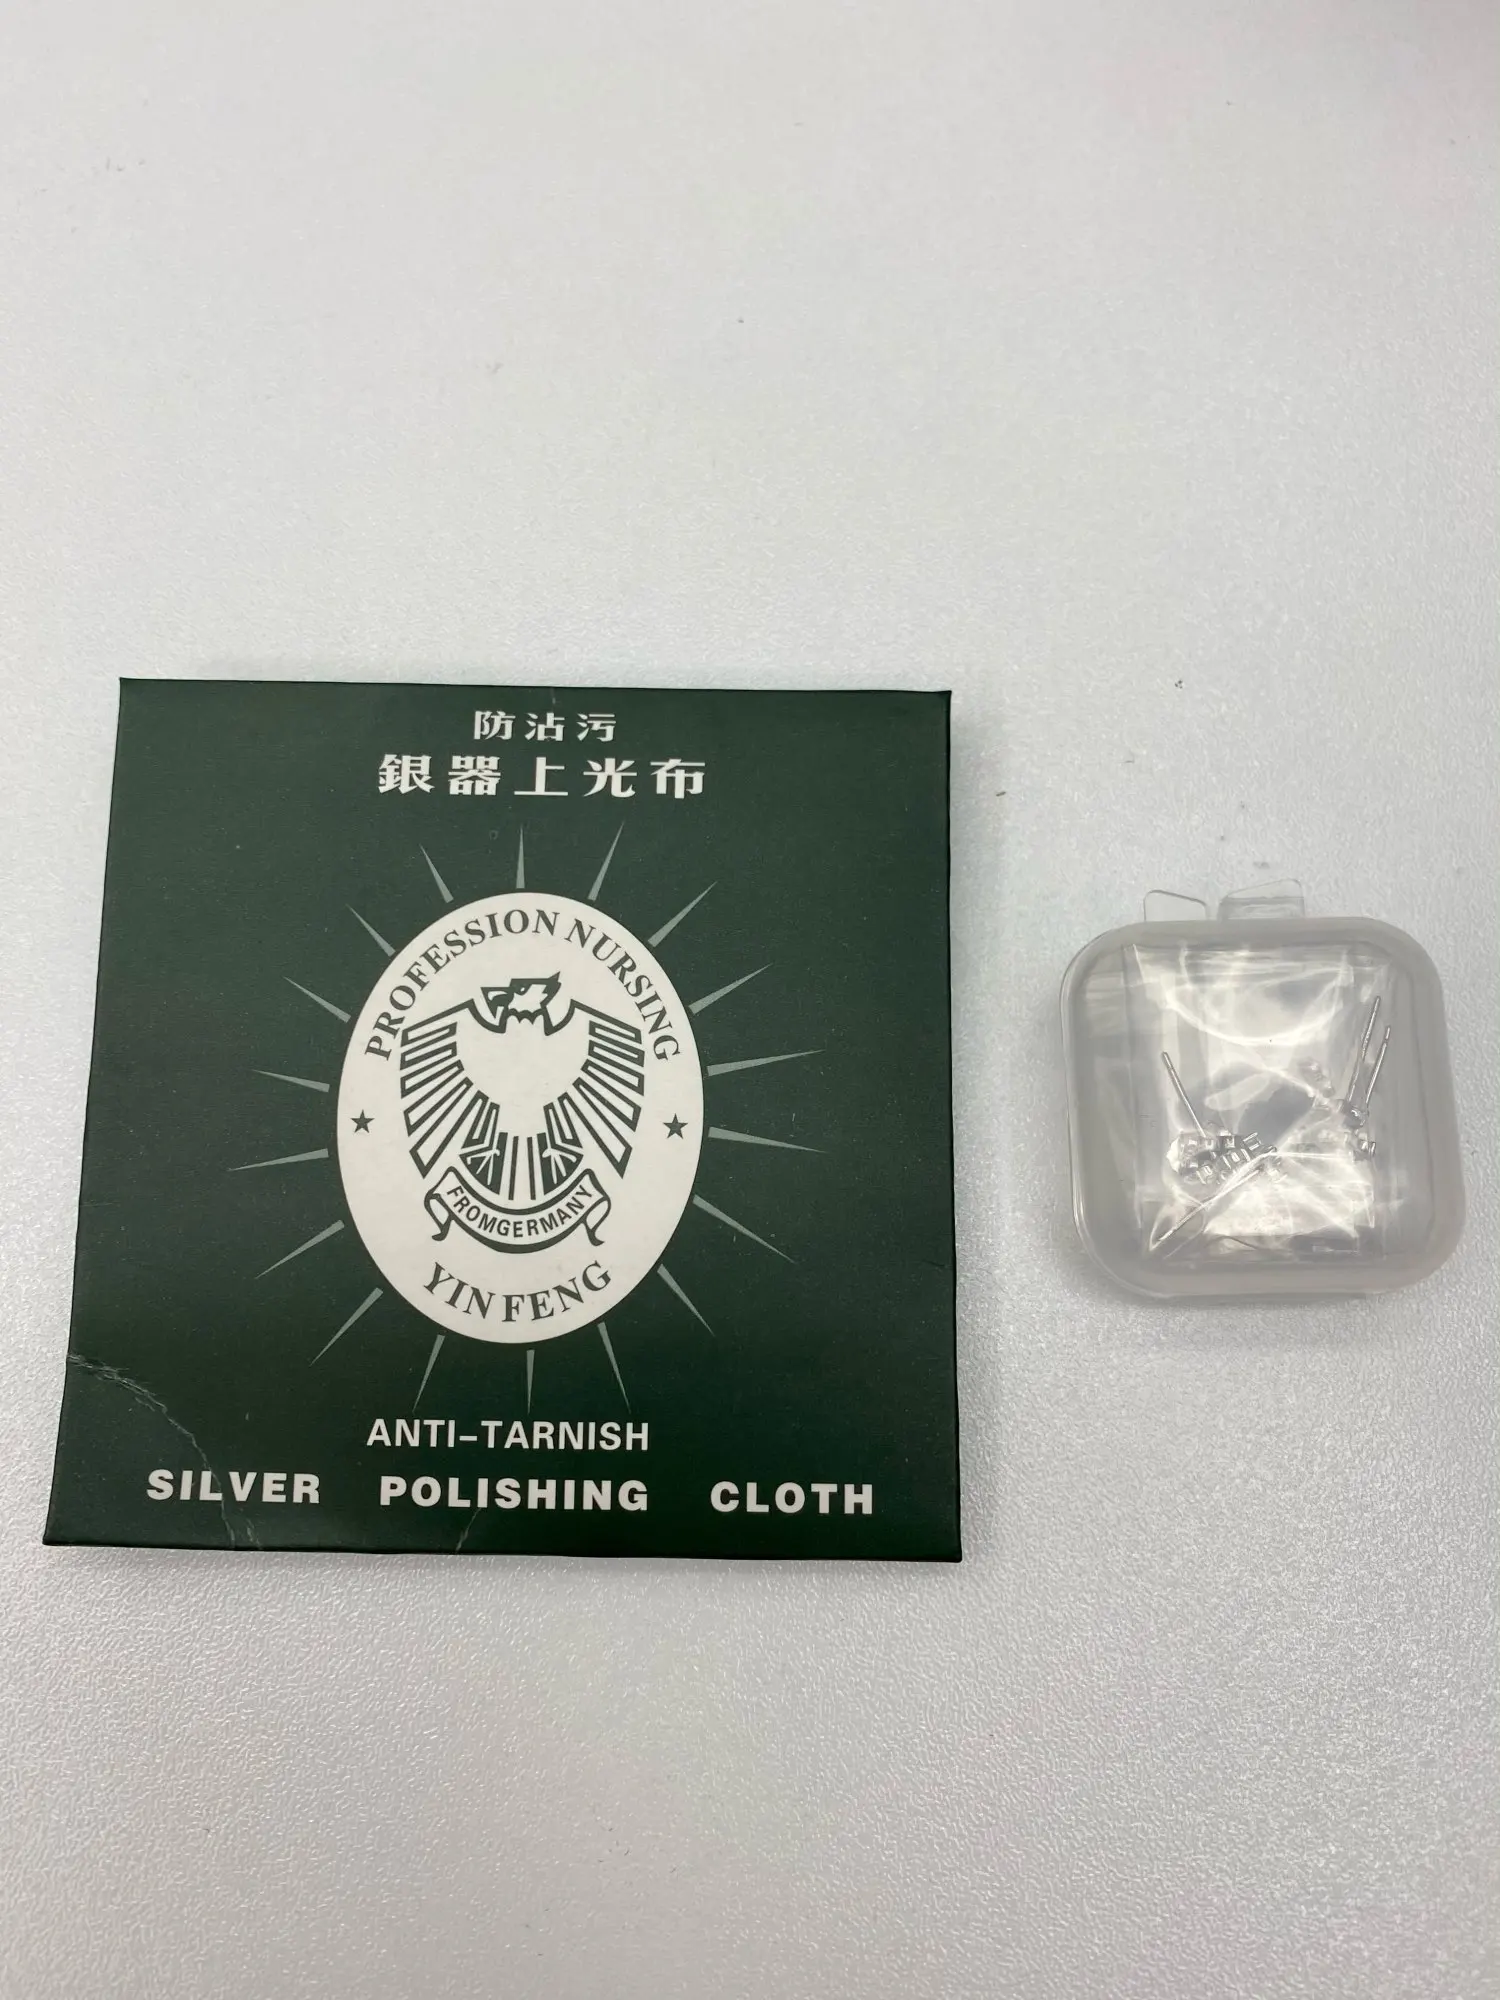 防沾污
銀器上光布
PROFESSION NURSING
FROMGERMANY
YIN FENG
ANTI-TARNISH
SILVER POLISHING CLOTH